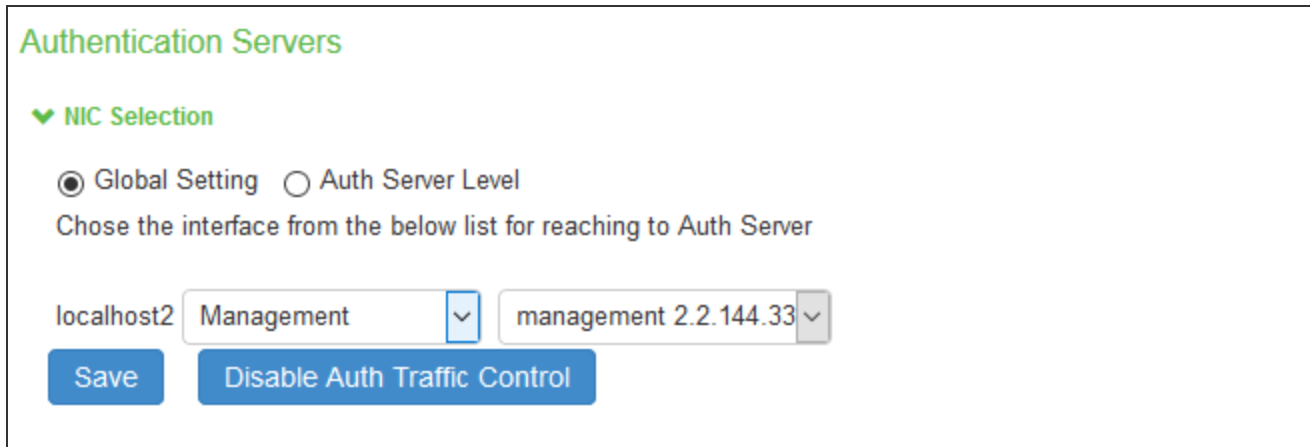 Authentication Servers
NIC Selection
Global Setting Auth Server Level
Chose the interface from the below list for reaching to Auth Server
localhost2 Management management 2.2.144.33
Save Disable Auth Traffic Control